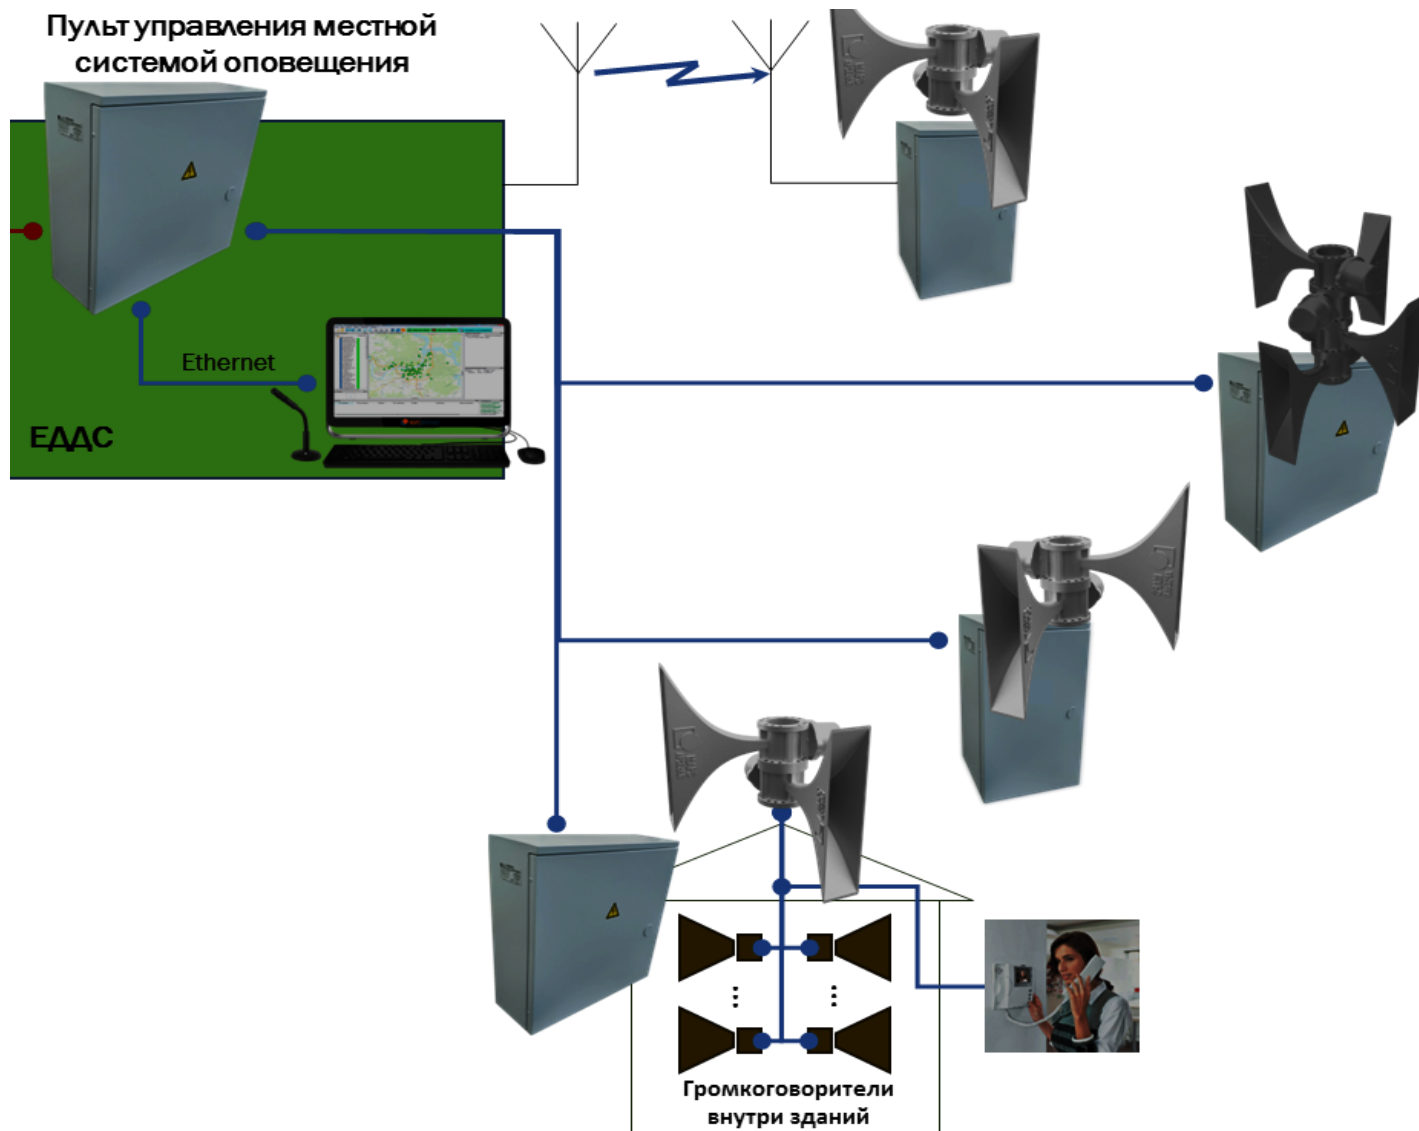 Пульт управления местной
системой оповещения
Ethernet
ЕДДС
Громкоговорители
внутри зданий